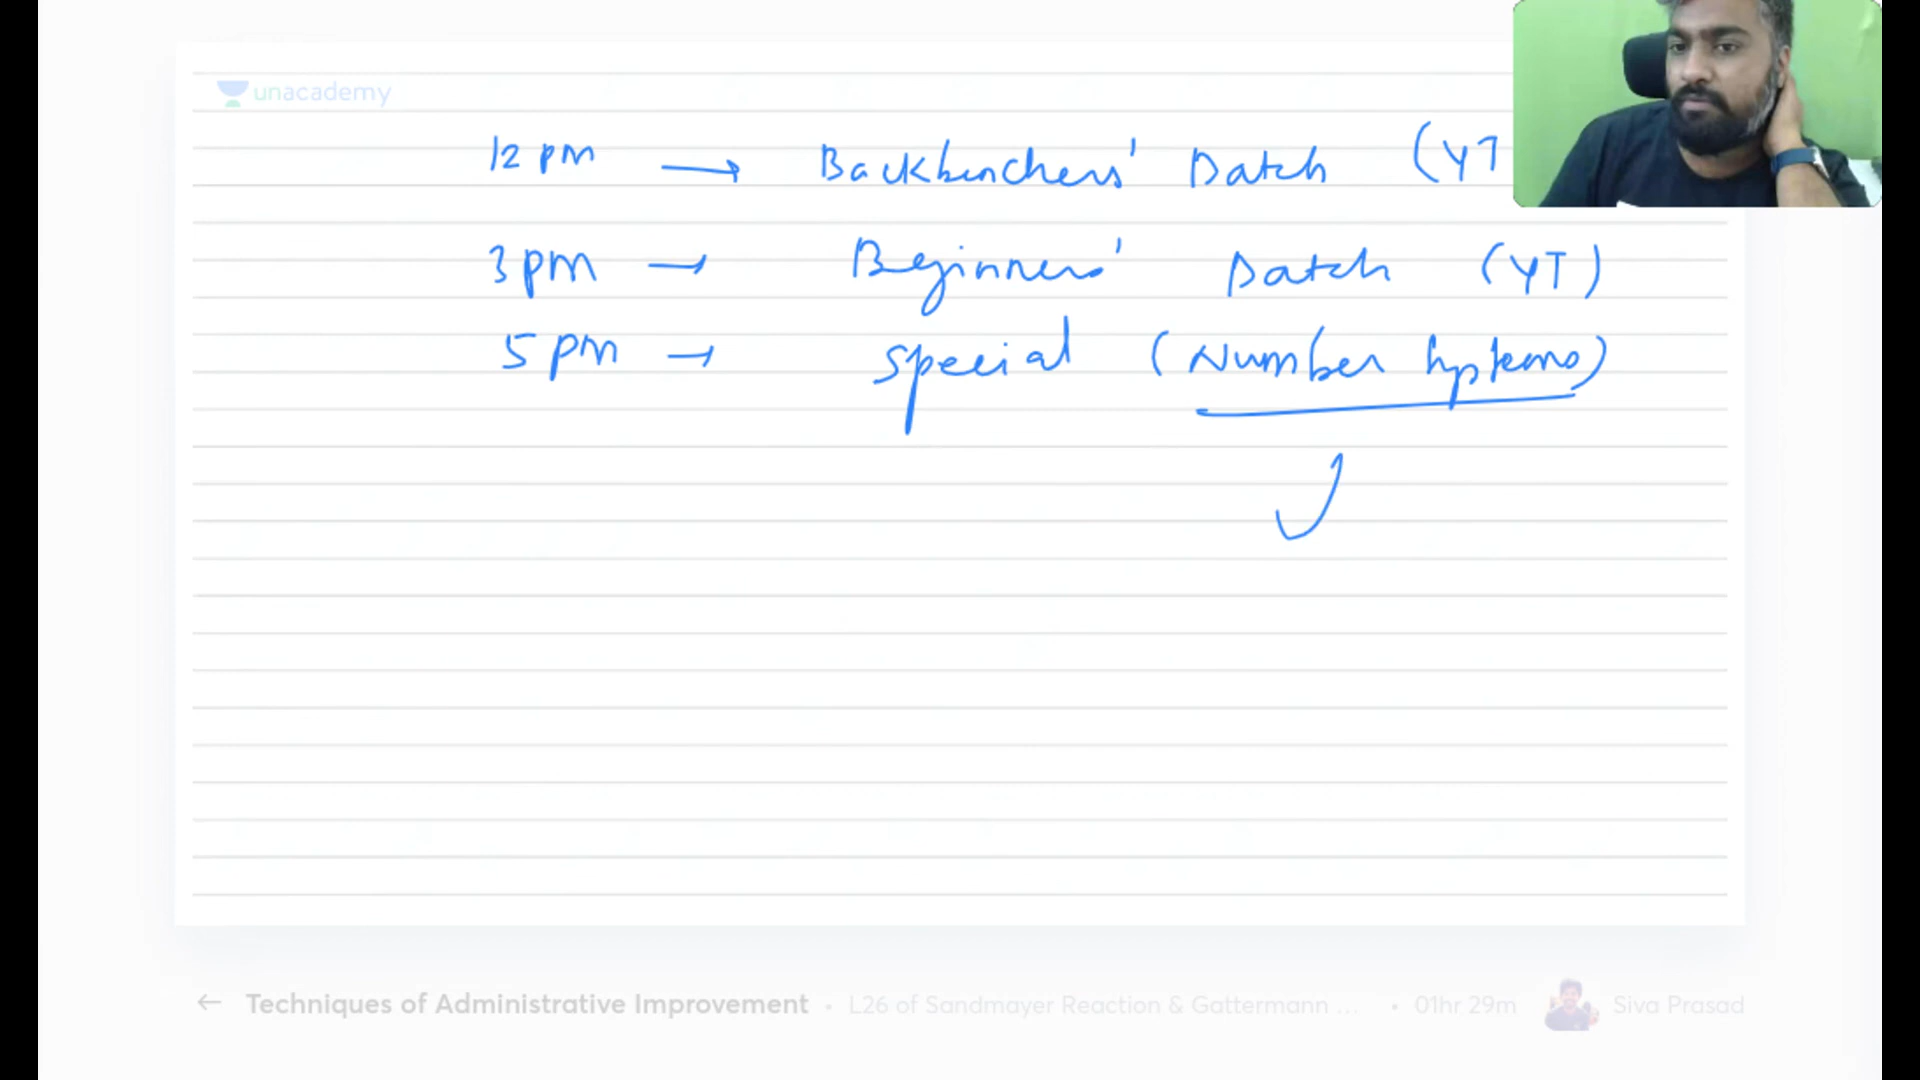 unacademy
12 pm → Backbenchers' Batch (YT
3 pm → Beginners' Batch (YT)
5 pm → Special (Number Systems)
← Techniques of Administrative Improvement • L26 of Sandmayer Reaction & Gattermann ... • 01hr 29m Siva Prasad